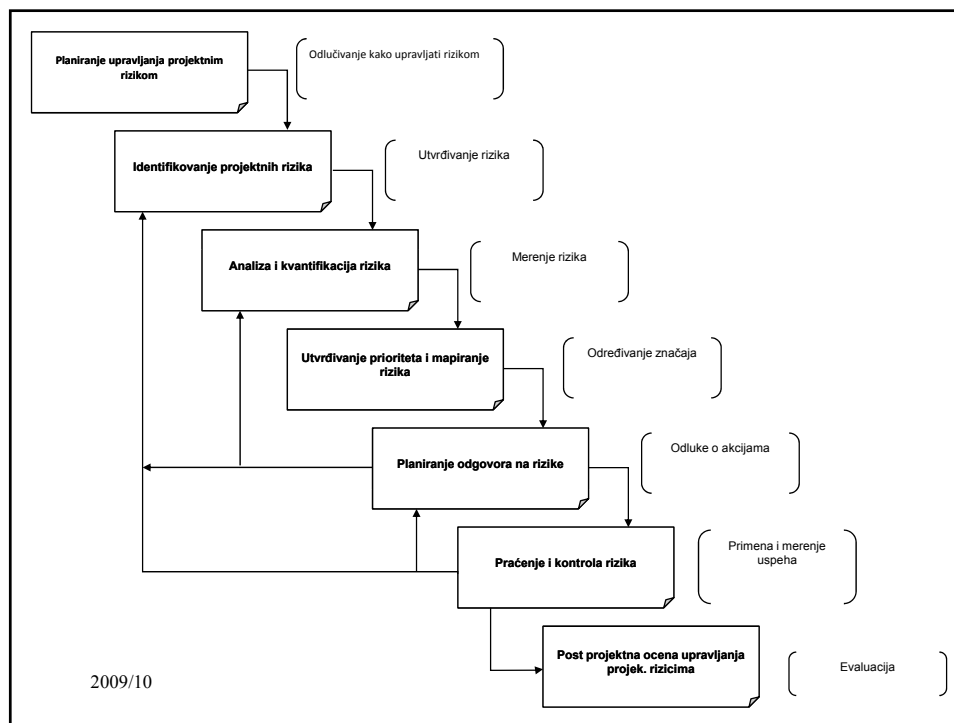 Planiranje upravljanja projektnim
rizikom
Odlučivanje kako upravljati rizikom
Identifikovanje projektnih rizika
Utvrđivanje rizika
Analiza i kvantifikacija rizika
Merenje rizika
Utvrđivanje prioriteta i mapiranje
rizika
Određivanje značaja
Planiranje odgovora na rizike
Odluke o akcijama
Praćenje i kontrola rizika
Primena i merenje
uspeha
Post projektna ocena upravljanja
projek. rizicima
Evaluacija
2009/10